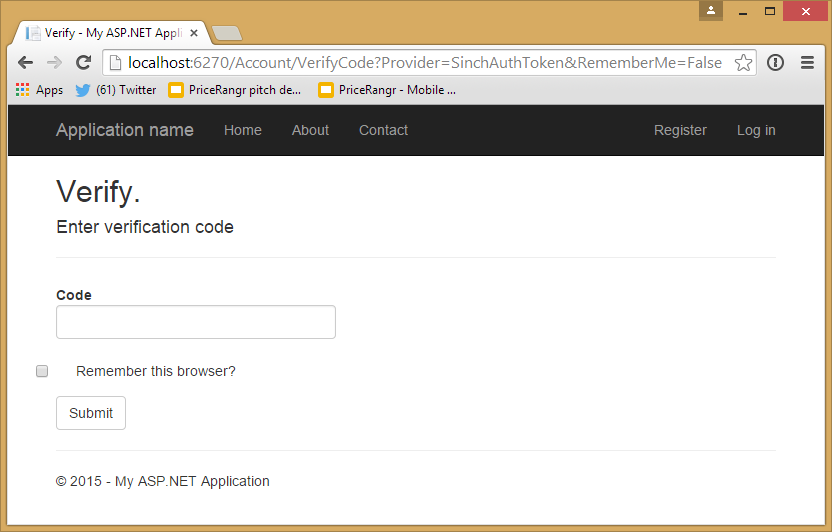 Verify - My ASP.NET Appli
localhost:6270/Account/VerifyCode?Provider=SinchAuthToken&RememberMe=False
Apps (61) Twitter PriceRangr pitch de... PriceRangr - Mobile ...
Application name Home About Contact Register Log in
Verify.
Enter verification code
Code
Remember this browser?
Submit
© 2015 - My ASP.NET Application